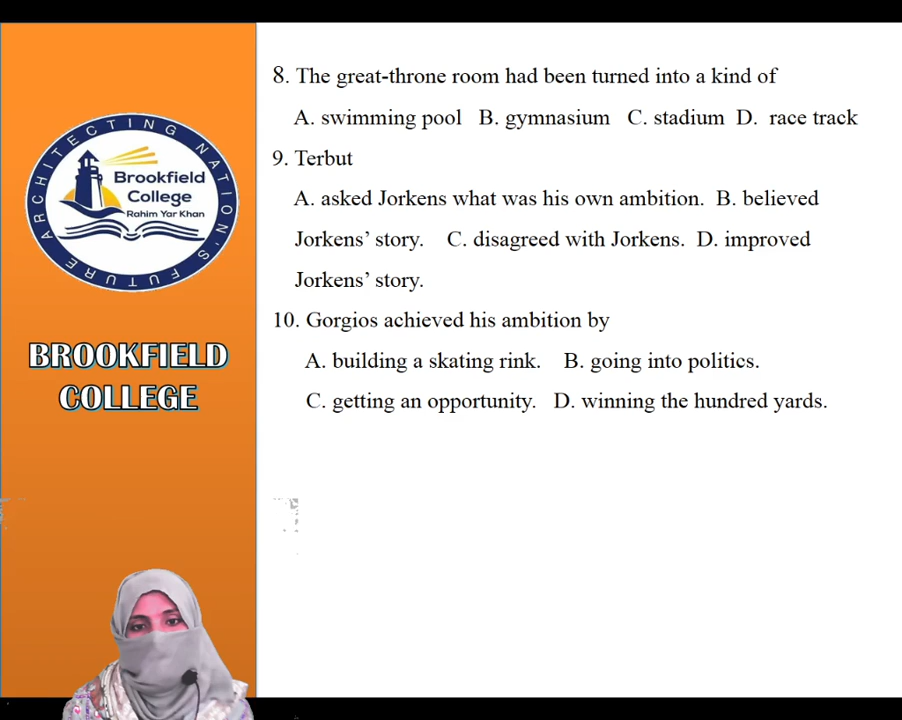 ARCHITECTING NATION'S FUTURE
Brookfield
College
Rahim Yar Khan
BROOKFIELD
COLLEGE
8. The great-throne room had been turned into a kind of
A. swimming pool B. gymnasium C. stadium D. race track
9. Terbut
A. asked Jorkens what was his own ambition. B. believed
Jorkens' story. C. disagreed with Jorkens. D. improved
Jorkens' story.
10. Gorgios achieved his ambition by
A. building a skating rink. B. going into politics.
C. getting an opportunity. D. winning the hundred yards.